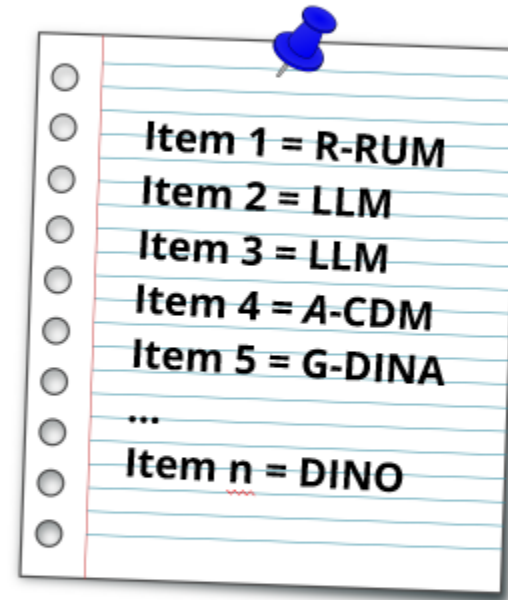 Item 1 = R-RUM
Item 2 = LLM
Item 3 = LLM
Item 4 = A-CDM
Item 5 = G-DINA
...
Item n = DINO